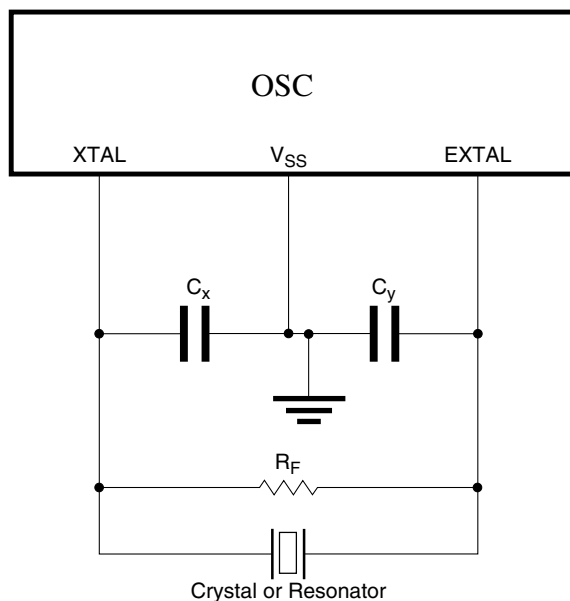 OSC
XTAL VSS EXTAL
Cx Cy
RF
Crystal or Resonator